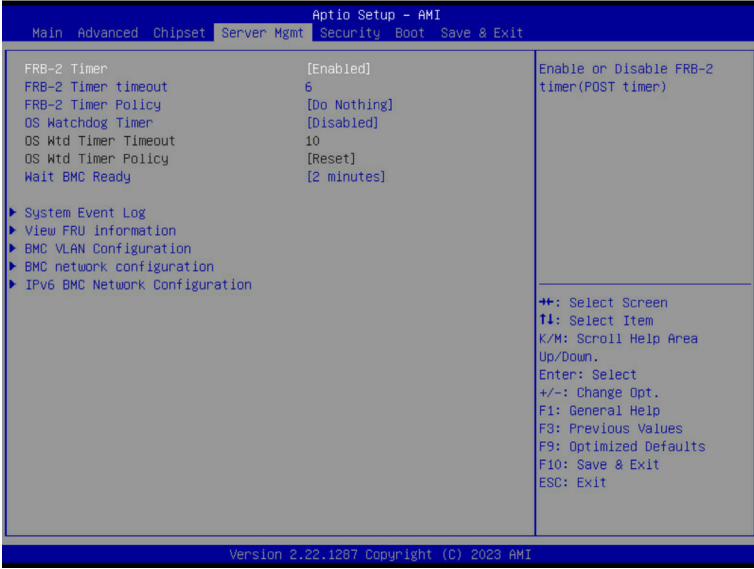 Aptio Setup – AMI
Main Advanced Chipset Server Mgmt Security Boot Save & Exit
FRB-2 Timer [Enabled]
FRB-2 Timer timeout 6
FRB-2 Timer Policy [Do Nothing]
OS Watchdog Timer [Disabled]
OS Wtd Timer Timeout 10
OS Wtd Timer Policy [Reset]
Wait BMC Ready [2 minutes]
System Event Log
View FRU information
BMC VLAN Configuration
BMC network configuration
IPv6 BMC Network Configuration
Enable or Disable FRB-2
timer(POST timer)
→←: Select Screen
↑↓: Select Item
K/M: Scroll Help Area
Up/Down.
Enter: Select
+/-: Change Opt.
F1: General Help
F3: Previous Values
F9: Optimized Defaults
F10: Save & Exit
ESC: Exit
Version 2.22.1287 Copyright (C) 2023 AMI